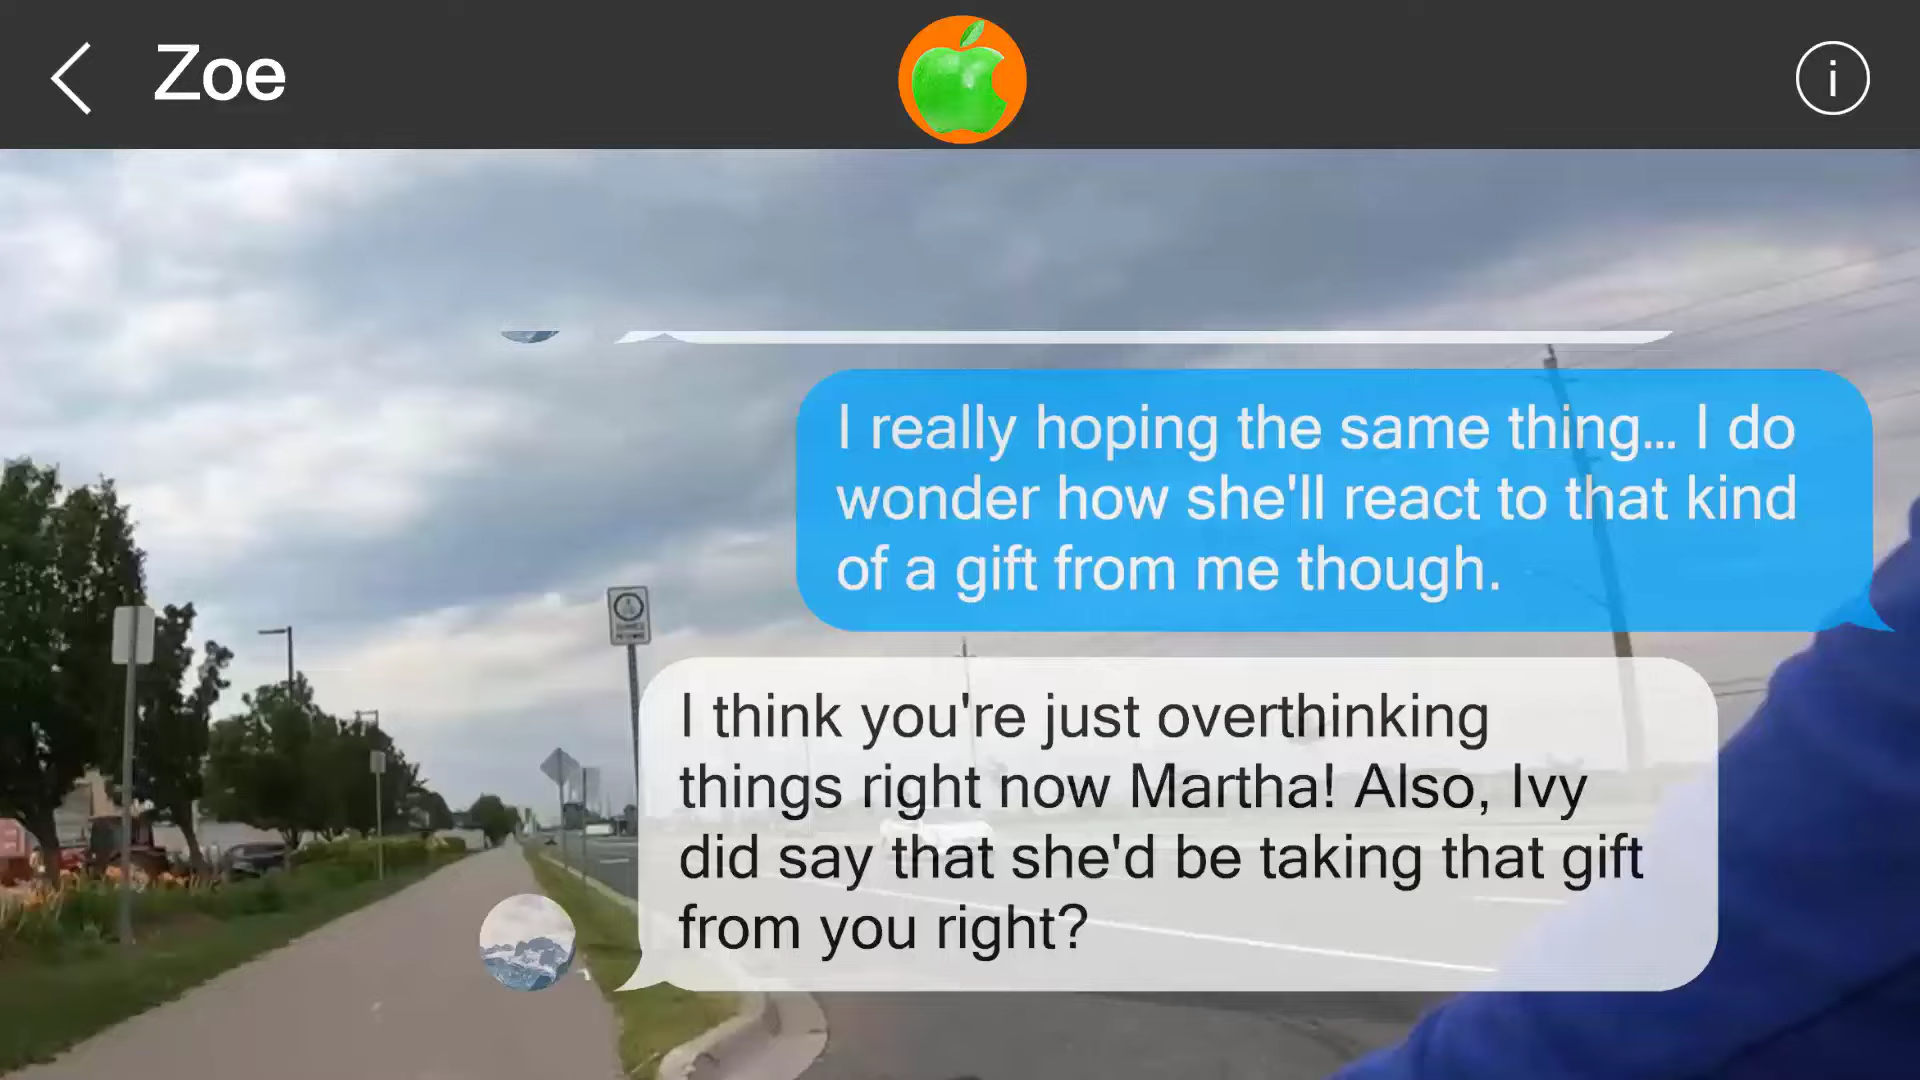 Zoe
i
I really hoping the same thing... I do
wonder how she'll react to that kind
of a gift from me though.
I think you're just overthinking
things right now Martha! Also, Ivy
did say that she'd be taking that gift
from you right?